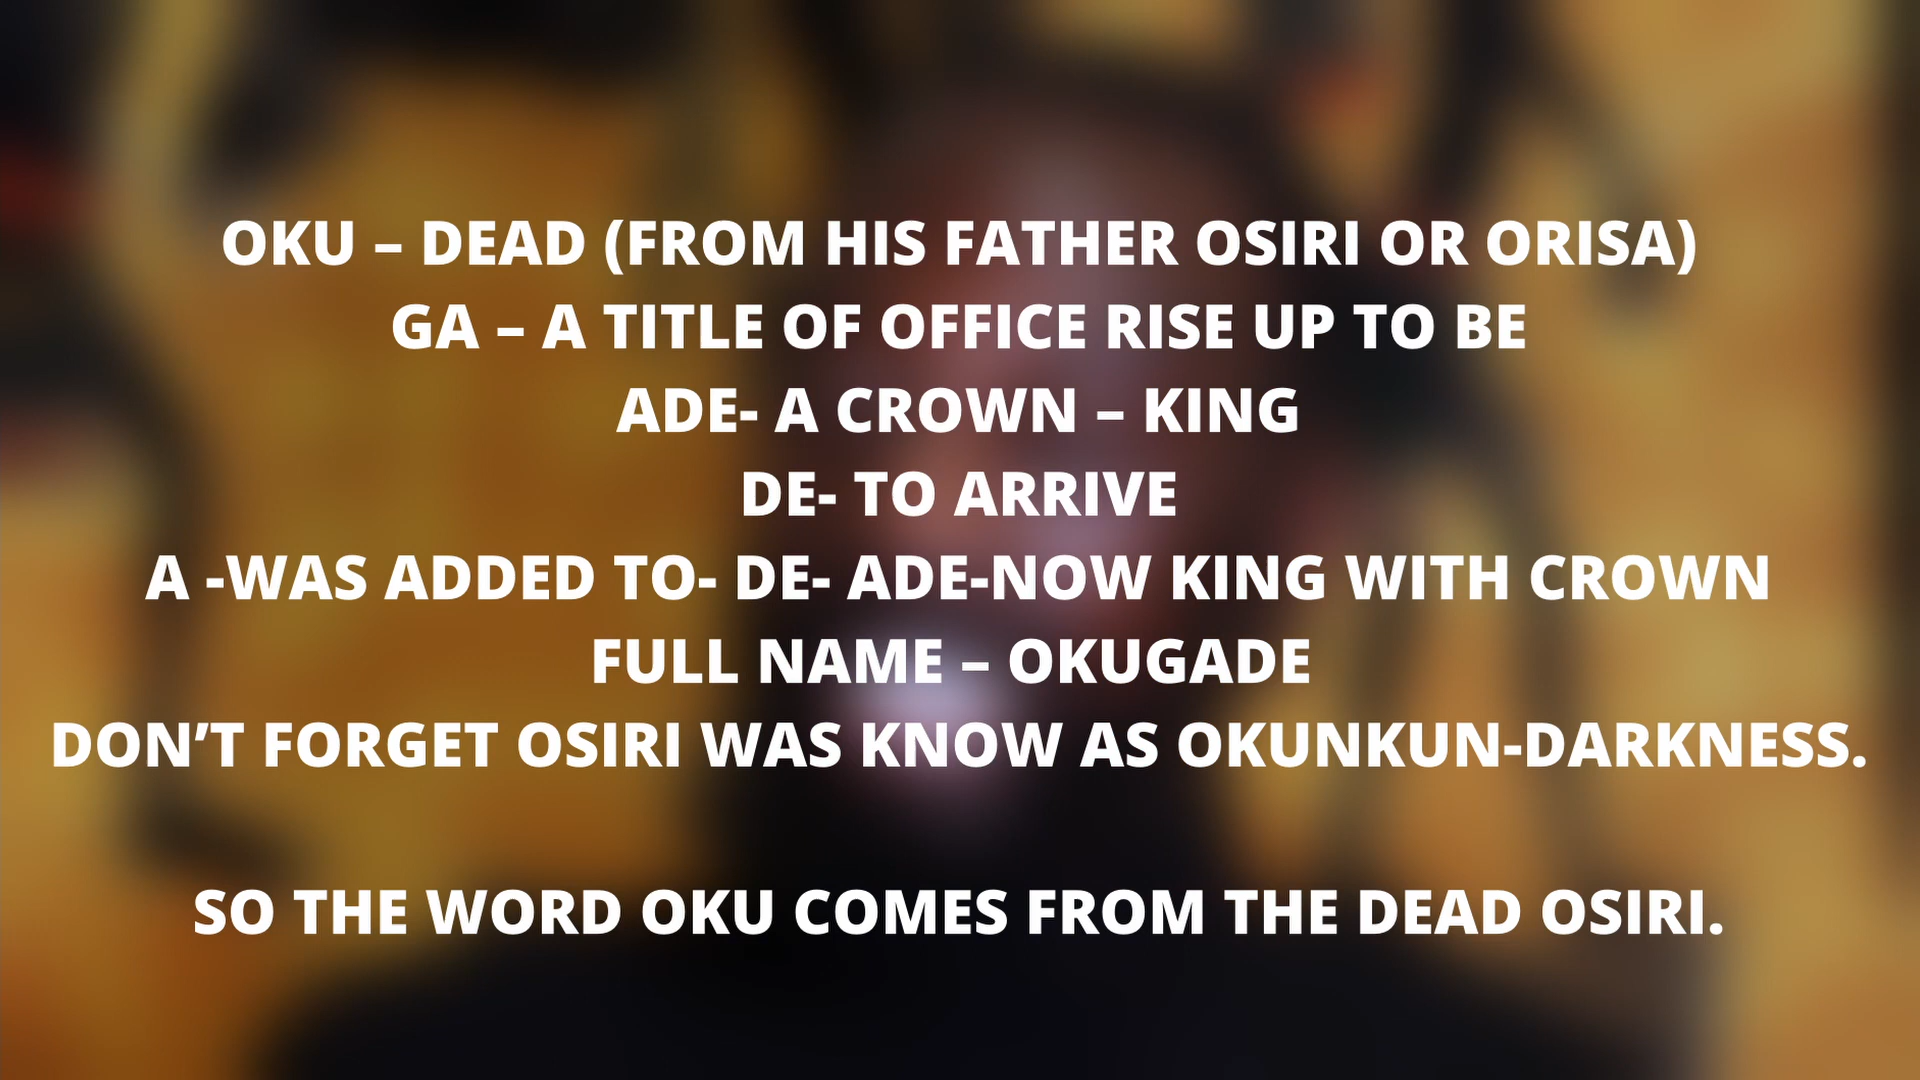 OKU – DEAD (FROM HIS FATHER OSIRI OR ORISA)
GA – A TITLE OF OFFICE RISE UP TO BE
ADE- A CROWN – KING
DE- TO ARRIVE
A -WAS ADDED TO- DE- ADE-NOW KING WITH CROWN
FULL NAME – OKUGADE
DON’T FORGET OSIRI WAS KNOW AS OKUNKUN-DARKNESS.
SO THE WORD OKU COMES FROM THE DEAD OSIRI.